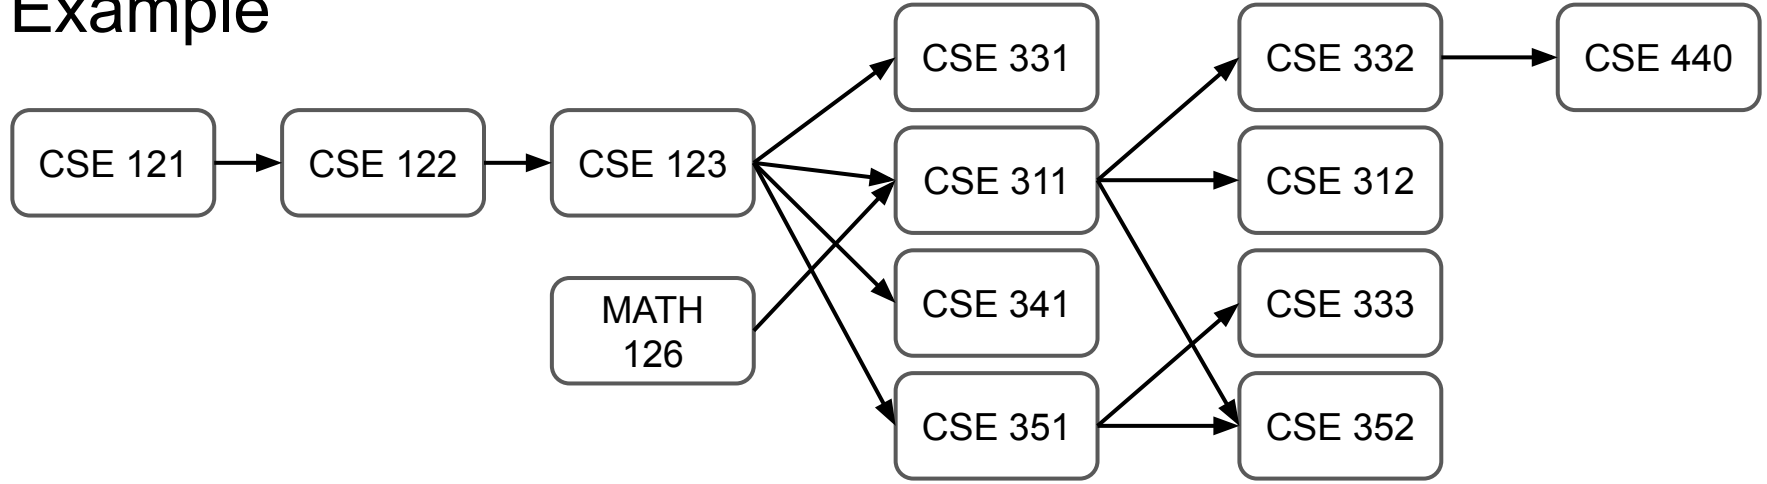 Example
CSE 331
CSE 332
CSE 440
CSE 121
CSE 122
CSE 123
CSE 311
CSE 312
MATH
126
CSE 341
CSE 333
CSE 351
CSE 352